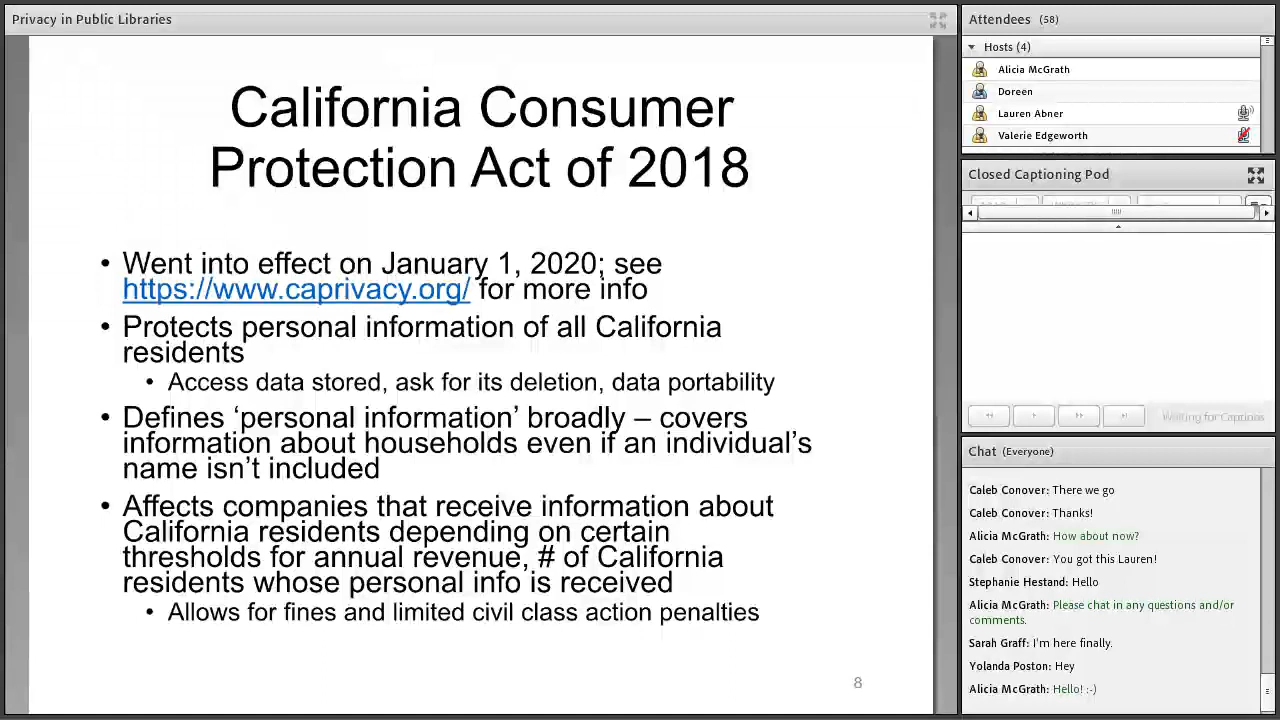 Privacy in Public Libraries
California Consumer
Protection Act of 2018
• Went into effect on January 1, 2020; see
https://www.caprivacy.org/ for more info
• Protects personal information of all California
residents
• Access data stored, ask for its deletion, data portability
• Defines ‘personal information’ broadly – covers
information about households even if an individual’s
name isn’t included
• Affects companies that receive information about
California residents depending on certain
thresholds for annual revenue, # of California
residents whose personal info is received
• Allows for fines and limited civil class action penalties
8
Attendees (58)
Hosts (4)
Alicia McGrath
Doreen
Lauren Abner
Valerie Edgeworth
Closed Captioning Pod
Waiting for Captions
Chat (Everyone)
Caleb Conover: There we go
Caleb Conover: Thanks!
Alicia McGrath: How about now?
Caleb Conover: You got this Lauren!
Stephanie Hestand: Hello
Alicia McGrath: Please chat in any questions and/or
comments.
Sarah Graff: I'm here finally.
Yolanda Poston: Hey
Alicia McGrath: Hello! :-)